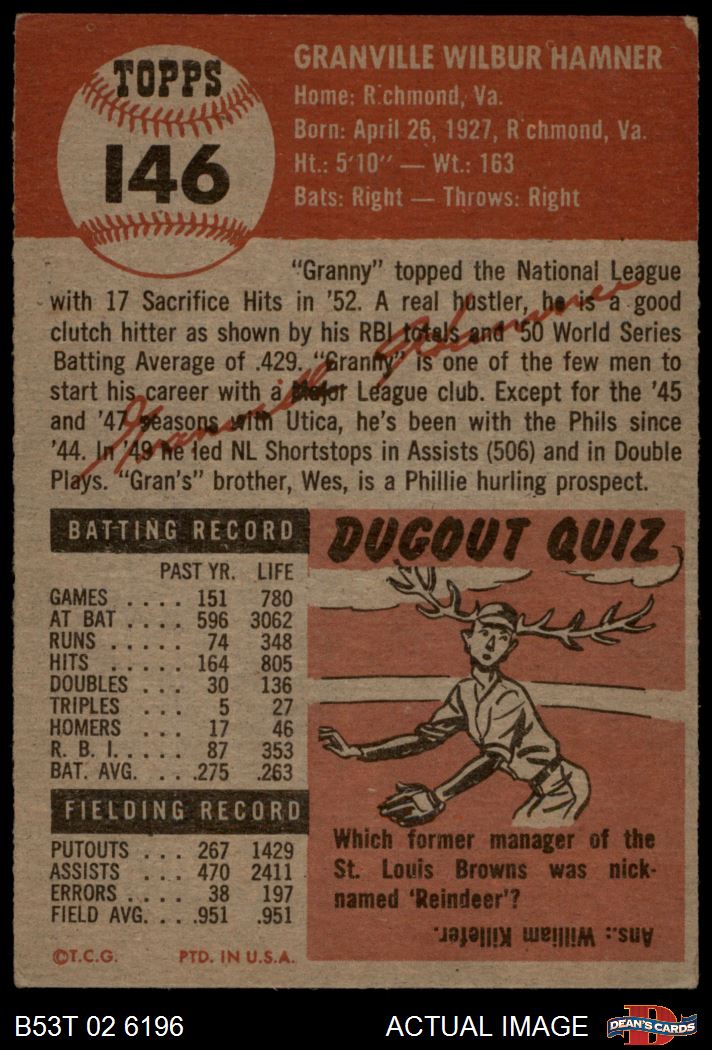 TOPPS
146
GRANVILLE WILBUR HAMNER
Home: Richmond, Va.
Born: April 26, 1927, Richmond, Va.
Ht.: 5'10" — Wt.: 163
Bats: Right — Throws: Right
"Granny" topped the National League
with 17 Sacrifice Hits in '52. A real hustler, he is a good
clutch hitter as shown by his RBI totals and '50 World Series
Batting Average of .429. "Granny" is one of the few men to
start his career with a Major League club. Except for the '45
and '47 seasons with Utica, he's been with the Phils since
'44. In '49 he led NL Shortstops in Assists (506) and in Double
Plays. "Gran's" brother, Wes, is a Phillie hurling prospect.
Granville Hamner
BATTING RECORD
PAST YR. LIFE
GAMES .... 151 780
AT BAT .... 596 3062
RUNS ..... 74 348
HITS ..... 164 805
DOUBLES ... 30 136
TRIPLES ... 5 27
HOMERS ... 17 46
R. B. I. .... 87 353
BAT. AVG. ... .275 .263
FIELDING RECORD
PUTOUTS ... 267 1429
ASSISTS ... 470 2411
ERRORS ... 38 197
FIELD AVG. .. .951 .951
©T.C.G. PTD. IN U.S.A.
DUGOUT QUIZ
Which former manager of the
St. Louis Browns was nick-
named 'Reindeer'?
Ans.: William Killefer.
B53T 02 6196 ACTUAL IMAGE
D
DEAN'S CARDS